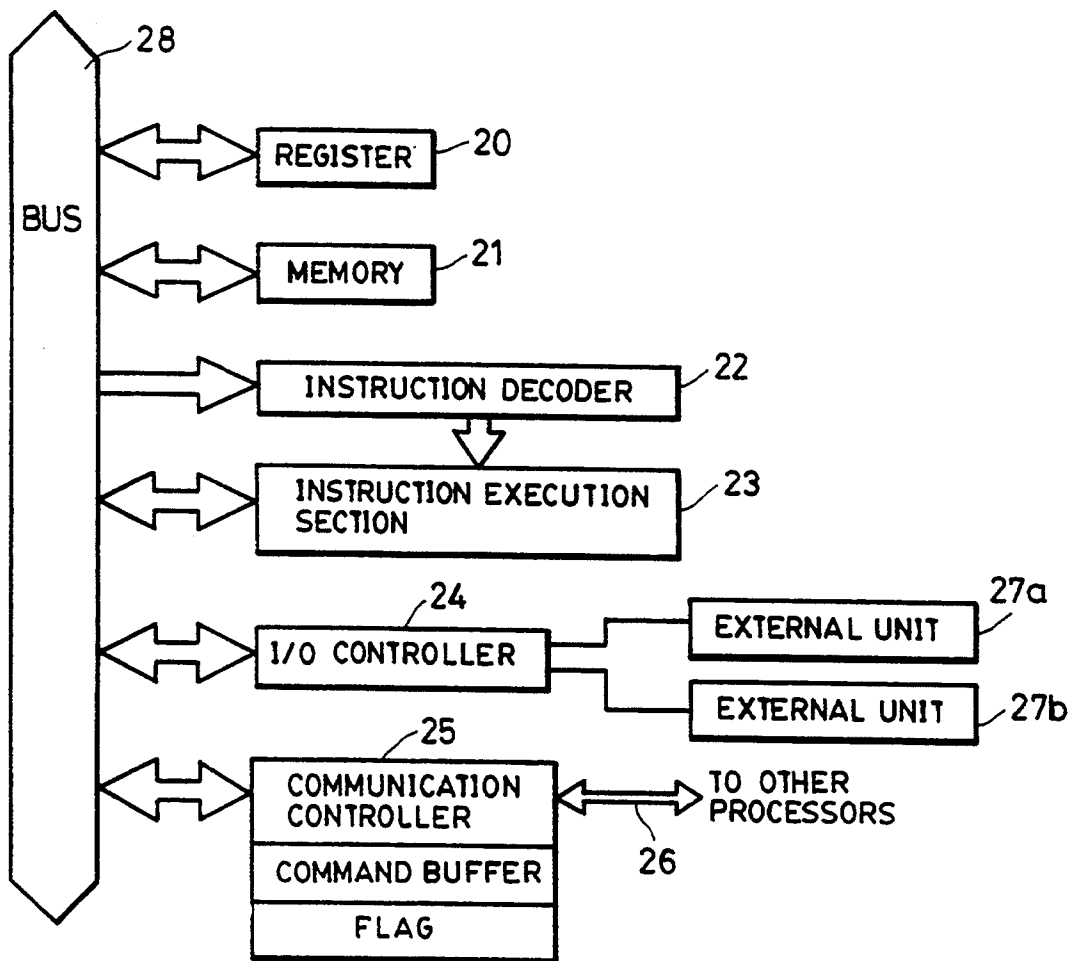 28
REGISTER
20
BUS
MEMORY
21
INSTRUCTION DECODER
22
INSTRUCTION EXECUTION
SECTION
23
24
I/O CONTROLLER
EXTERNAL UNIT
27a
EXTERNAL UNIT
27b
25
COMMUNICATION
CONTROLLER
TO OTHER
PROCESSORS
26
COMMAND BUFFER
FLAG